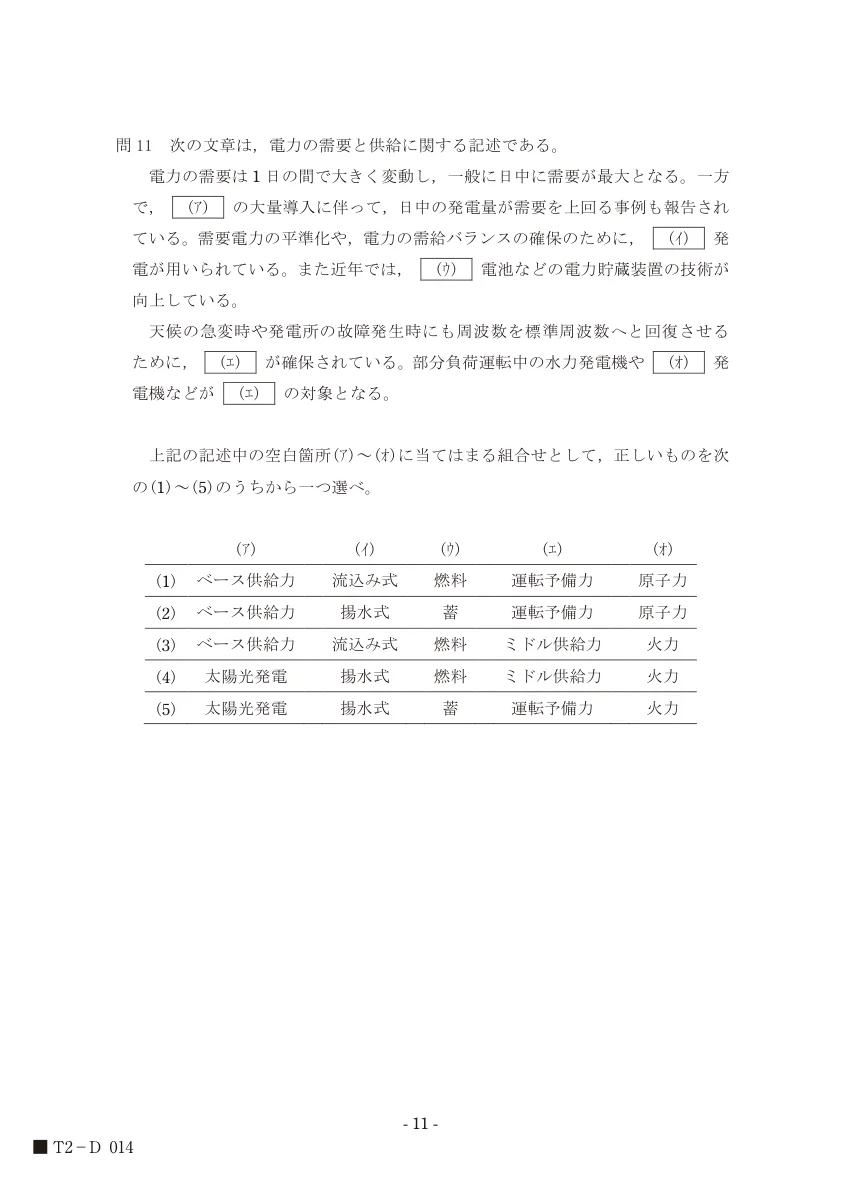 問 11　次の文章は，電力の需要と供給に関する記述である。
電力の需要は 1 日の間で大きく変動し，一般に日中に需要が最大となる。一方
で， (ア) の大量導入に伴って，日中の発電量が需要を上回る事例も報告され
ている。需要電力の平準化や，電力の需給バランスの確保のために， (イ) 発
電が用いられている。また近年では， (ウ) 電池などの電力貯蔵装置の技術が
向上している。
天候の急変時や発電所の故障発生時にも周波数を標準周波数へと回復させる
ために， (エ) が確保されている。部分負荷運転中の水力発電機や (オ) 発
電機などが (エ) の対象となる。
上記の記述中の空白箇所(ア)～(オ)に当てはまる組合せとして，正しいものを次
の(1)～(5)のうちから一つ選べ。
(ア) (イ) (ウ) (エ) (オ)
(1) ベース供給力 流込み式 燃料 運転予備力 原子力
(2) ベース供給力 揚水式 蓄 運転予備力 原子力
(3) ベース供給力 流込み式 燃料 ミドル供給力 火力
(4) 太陽光発電 揚水式 燃料 ミドル供給力 火力
(5) 太陽光発電 揚水式 蓄 運転予備力 火力
- 11 -
■ T2－D 014